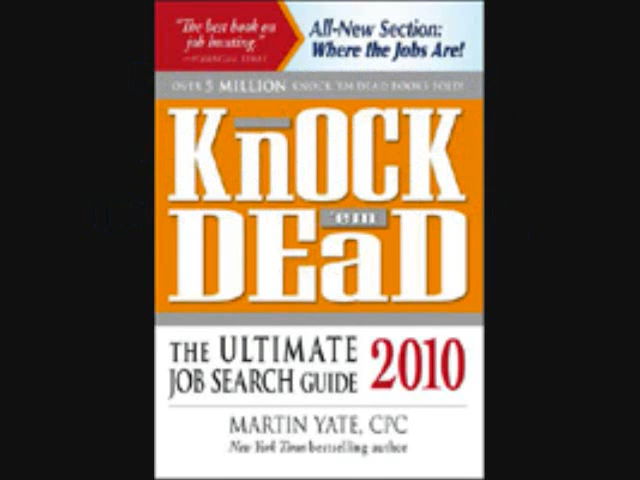 "The best book on
job hunting."
—FINANCIAL TIMES
All-New Section:
Where the Jobs Are!
OVER 5 MILLION KNOCK 'EM DEAD BOOKS SOLD!
KnOCK
'em
DEaD
THE ULTIMATE
JOB SEARCH GUIDE
2010
MARTIN YATE, CPC
New York Times bestselling author